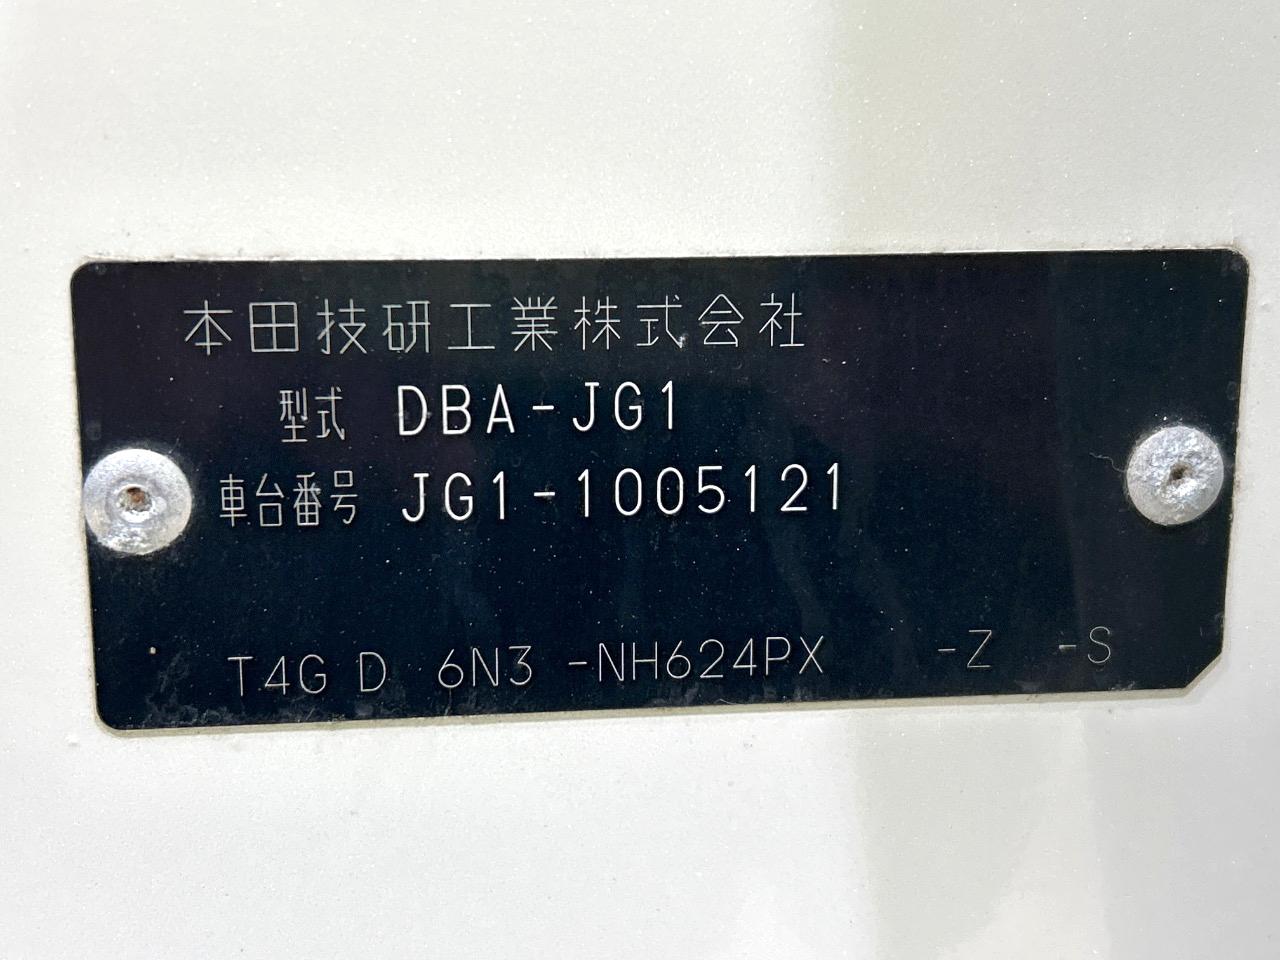 本田技研工業株式会社
型式 DBA-JG1
車台番号 JG1-1005121
T4G D 6N3 -NH624PX -Z -S